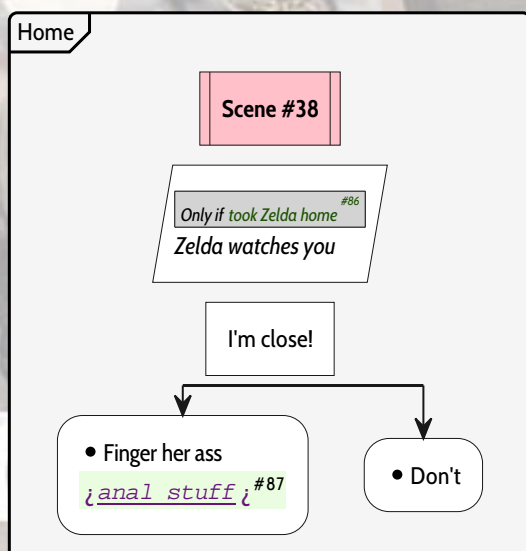 Home
Scene #38
Only if took Zelda home #86
Zelda watches you
I'm close!
• Finger her ass
¿anal stuff¿ #87
• Don't